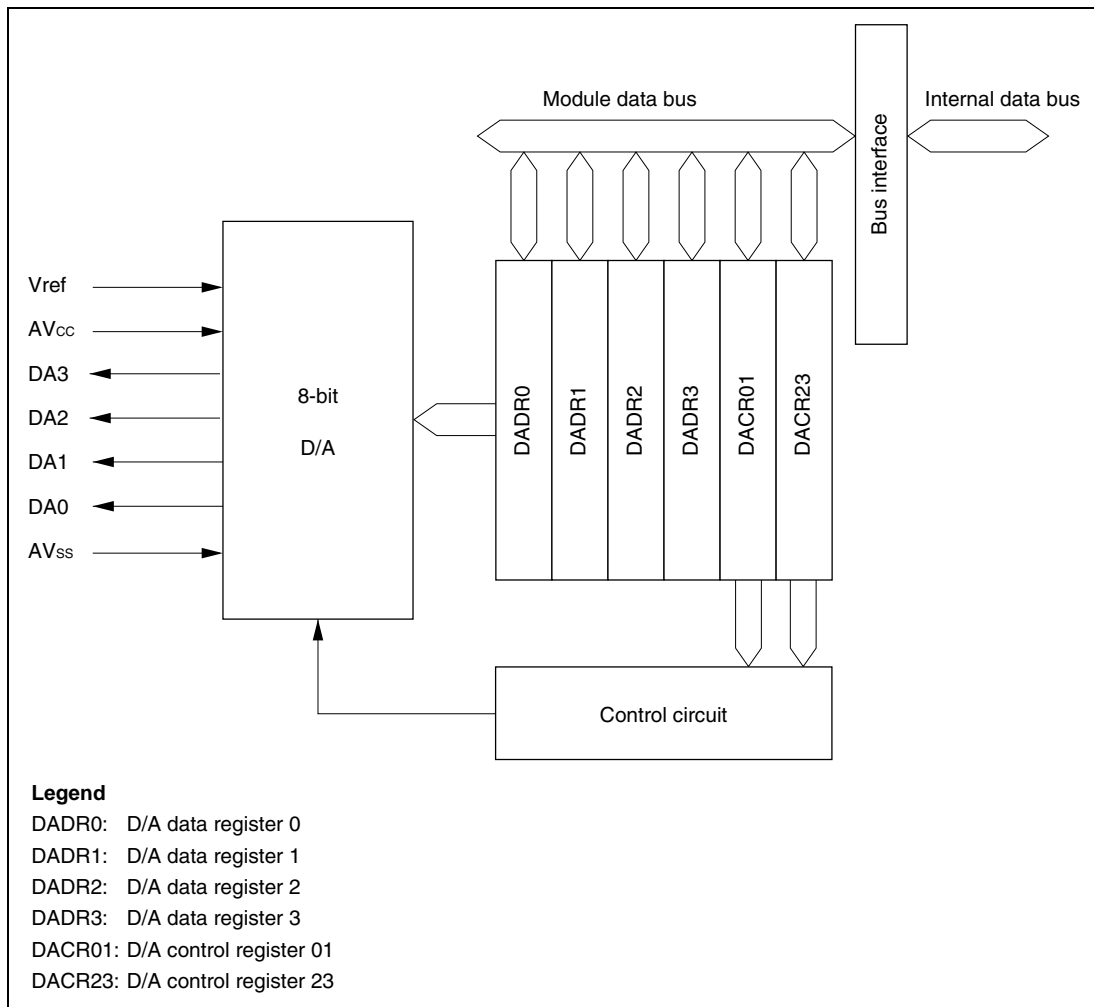 Module data bus
Internal data bus
Bus interface
Vref
AVCC
DA3
DA2
DA1
DA0
AVSS
8-bit
D/A
DADR0
DADR1
DADR2
DADR3
DACR01
DACR23
Control circuit
Legend
DADR0: D/A data register 0
DADR1: D/A data register 1
DADR2: D/A data register 2
DADR3: D/A data register 3
DACR01: D/A control register 01
DACR23: D/A control register 23